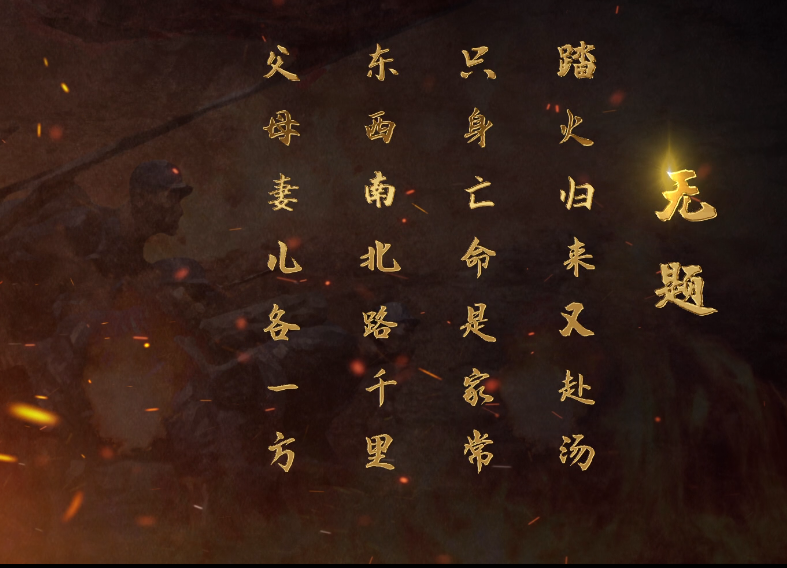 无题
踏火归来又赴汤
只身亡命是家常
东西南北路千里
父母妻儿各一方